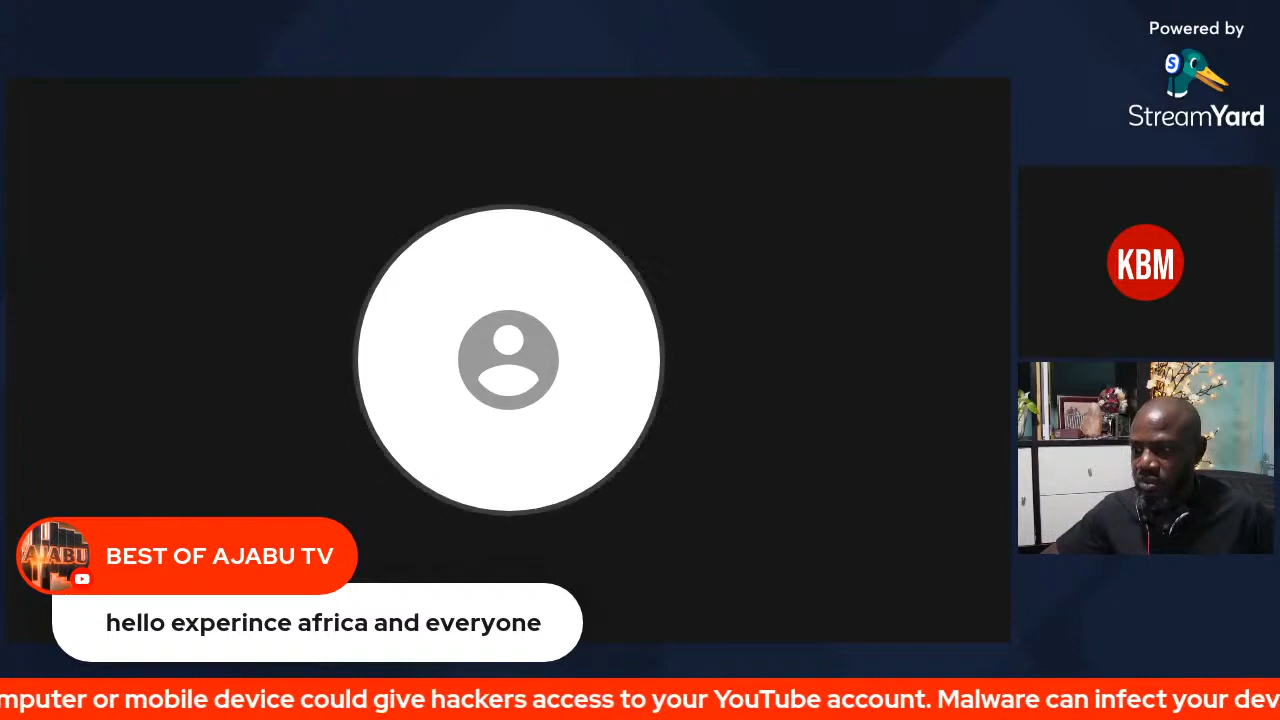 Powered by
S
StreamYard
KBM
AJABU
BEST OF AJABU TV
hello experince africa and everyone
mputer or mobile device could give hackers access to your YouTube account. Malware can infect your dev